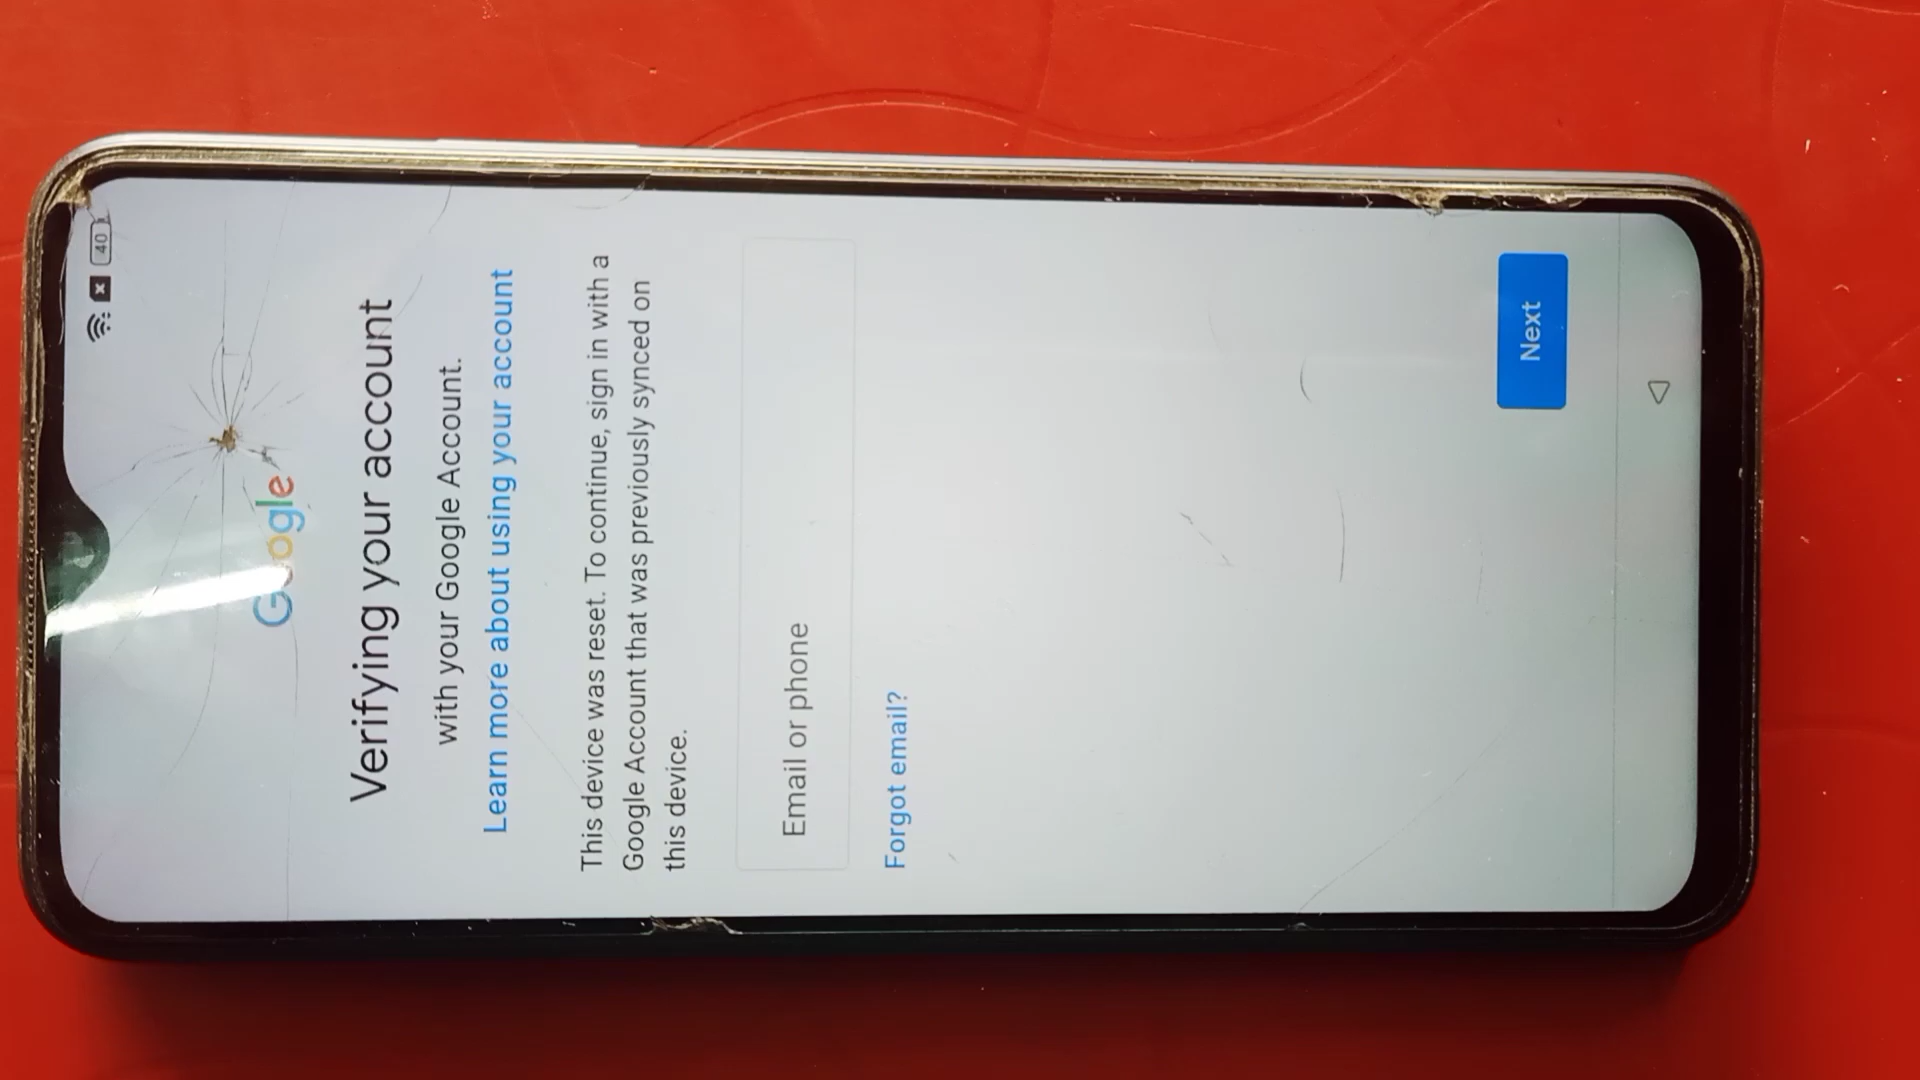 40
Google
Verifying your account
with your Google Account.
Learn more about using your account
This device was reset. To continue, sign in with a
Google Account that was previously synced on
this device.
Email or phone
Forgot email?
Next